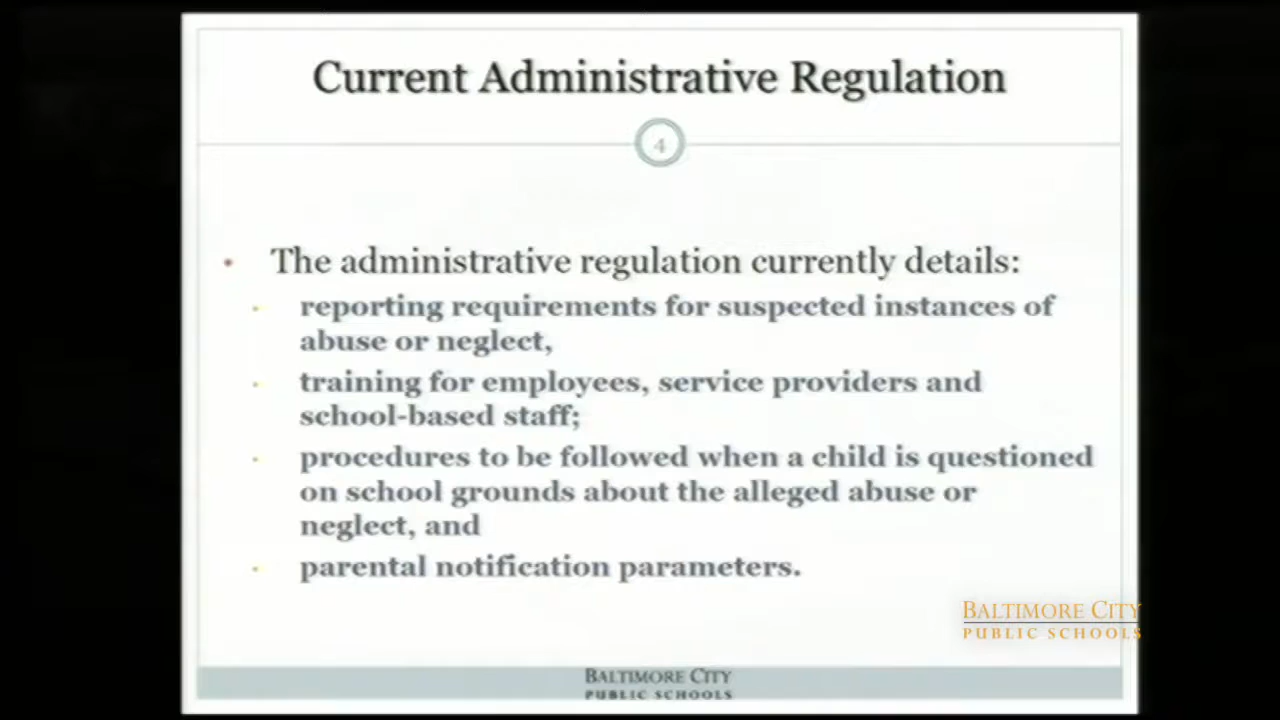 Current Administrative Regulation
4
• The administrative regulation currently details:
• reporting requirements for suspected instances of
abuse or neglect,
• training for employees, service providers and
school-based staff;
• procedures to be followed when a child is questioned
on school grounds about the alleged abuse or
neglect, and
• parental notification parameters.
BALTIMORE CITY
PUBLIC SCHOOLS
BALTIMORE CITY
PUBLIC SCHOOLS